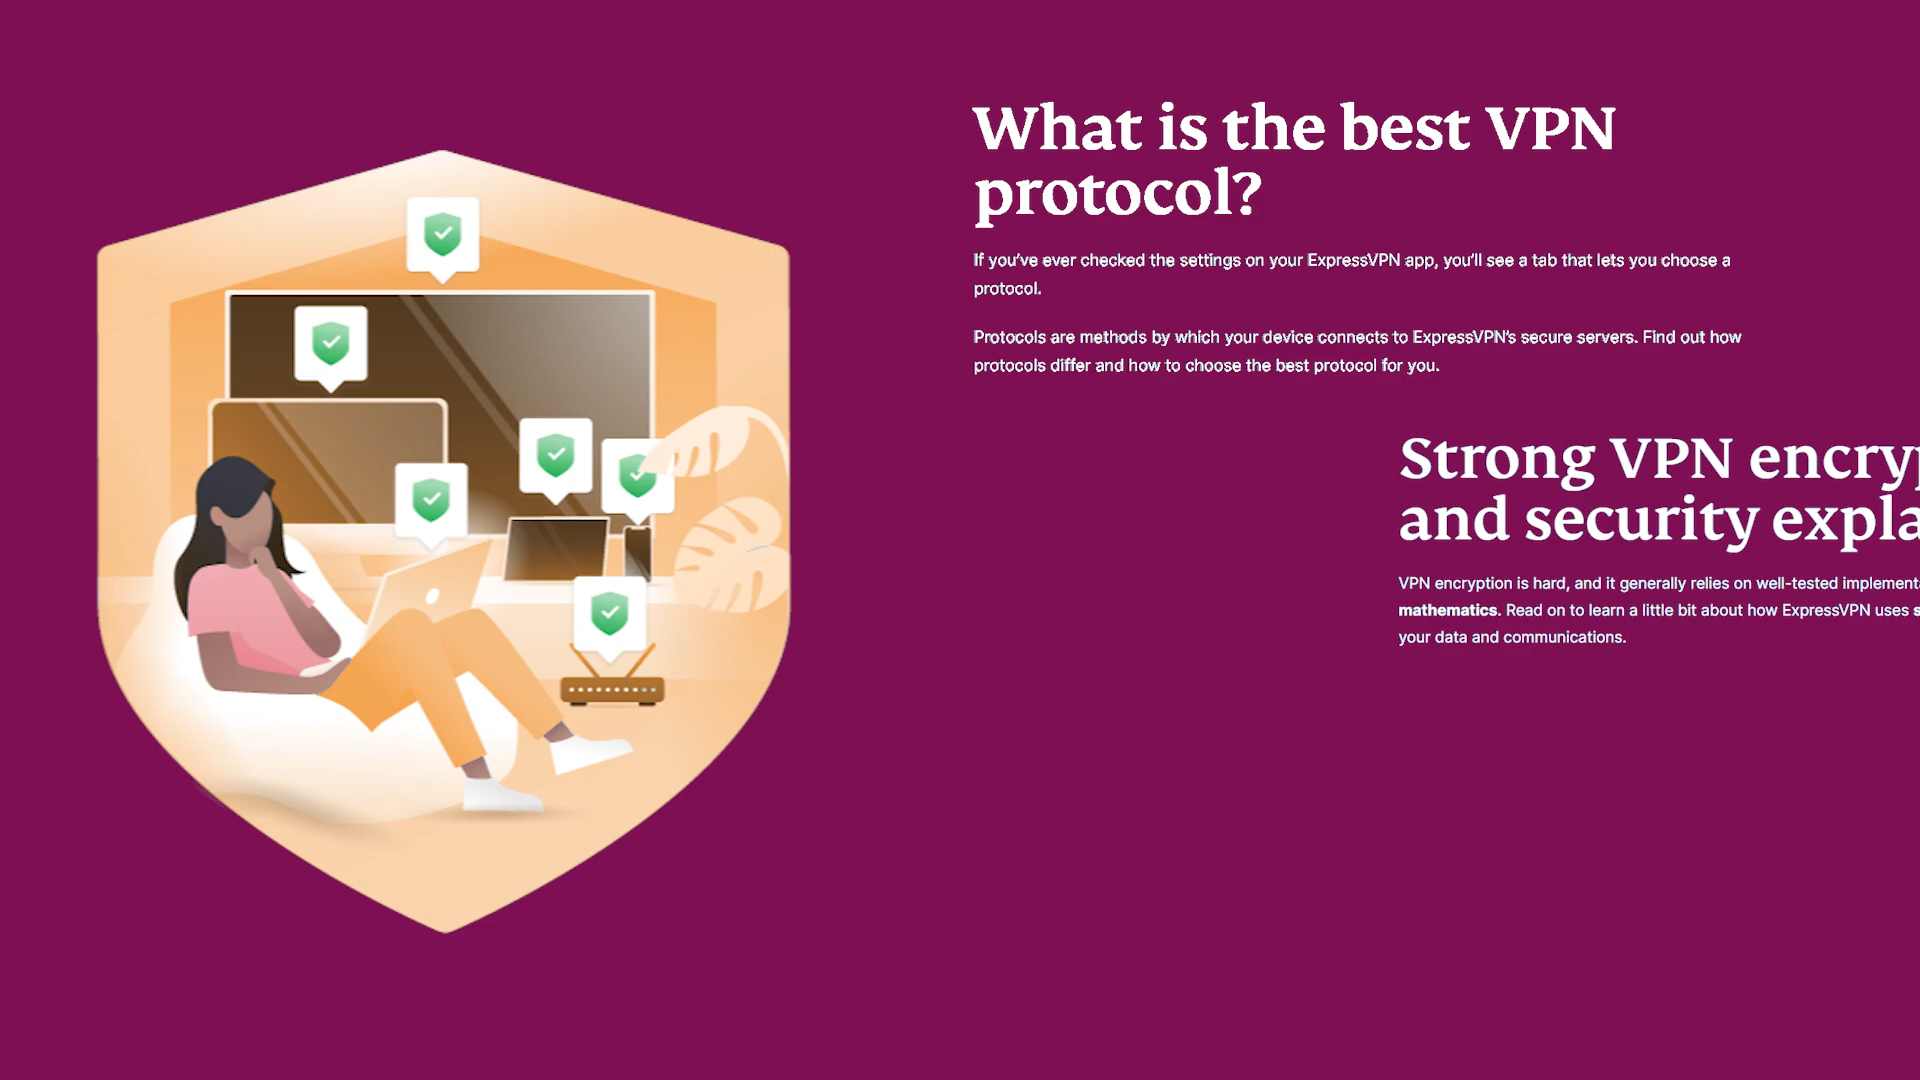 What is the best VPN
protocol?
If you’ve ever checked the settings on your ExpressVPN app, you’ll see a tab that lets you choose a
protocol.
Protocols are methods by which your device connects to ExpressVPN’s secure servers. Find out how
protocols differ and how to choose the best protocol for you.
Strong VPN
and security
VPN encryption is hard, and it generally relies on well-tested
mathematics. Read on to learn a little bit about how ExpressVPN uses
your data and communications.